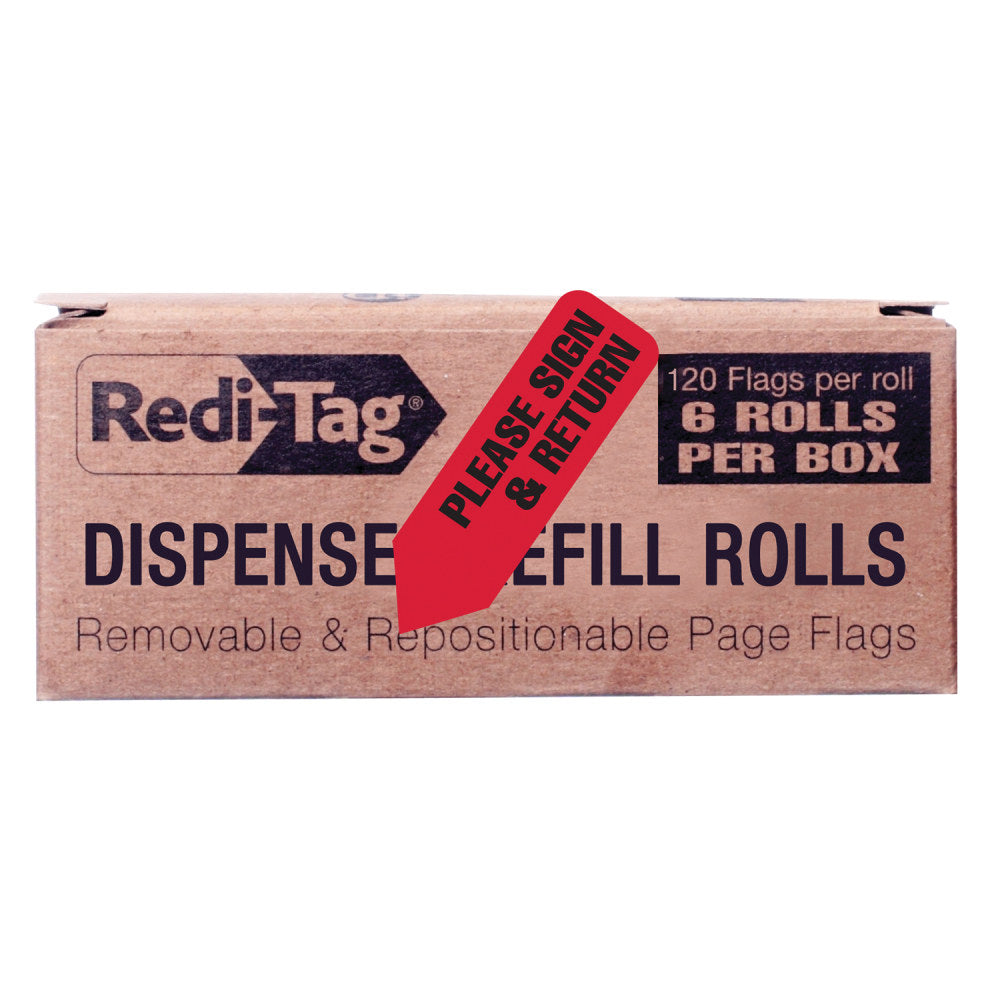 Redi-Tag®
120 Flags per roll
6 ROLLS
PER BOX
PLEASE SIGN
& RETURN
DISPENSE EFILL ROLLS
Removable & Repositionable Page Flags